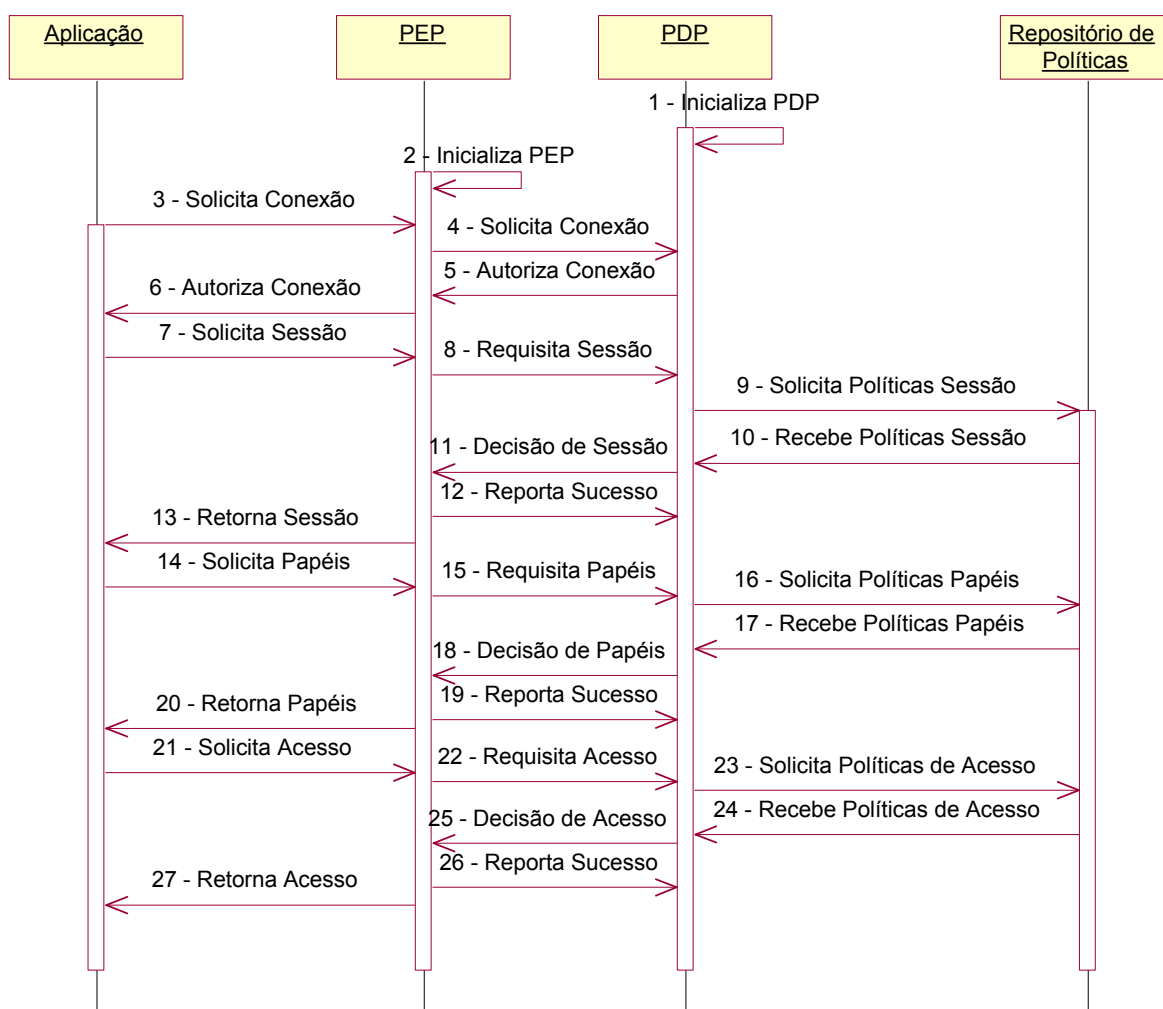 Aplicação
PEP
PDP
Repositório de
Políticas
1 - Inicializa PDP
2 - Inicializa PEP
3 - Solicita Conexão
4 - Solicita Conexão
5 - Autoriza Conexão
6 - Autoriza Conexão
7 - Solicita Sessão
8 - Requisita Sessão
9 - Solicita Políticas Sessão
10 - Recebe Políticas Sessão
11 - Decisão de Sessão
12 - Reporta Sucesso
13 - Retorna Sessão
14 - Solicita Papéis
15 - Requisita Papéis
16 - Solicita Políticas Papéis
17 - Recebe Políticas Papéis
18 - Decisão de Papéis
19 - Reporta Sucesso
20 - Retorna Papéis
21 - Solicita Acesso
22 - Requisita Acesso
23 - Solicita Políticas de Acesso
24 - Recebe Políticas de Acesso
25 - Decisão de Acesso
26 - Reporta Sucesso
27 - Retorna Acesso